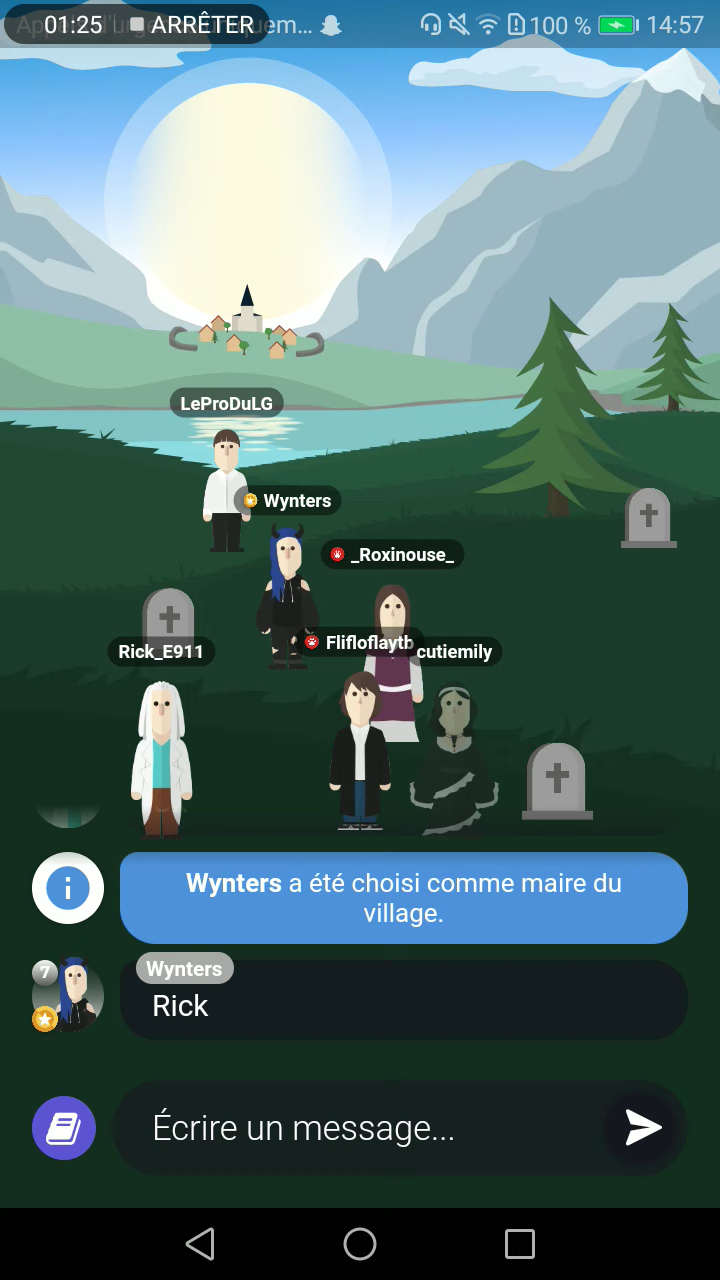 01:25 ARRÊTER
100 % 14:57
LeProDuLG
Wynters
_Roxinouse_
Flifloflaytb
cutiemily
Rick_E911
Wynters a été choisi comme maire du
village.
7
Wynters
Rick
Écrire un message...